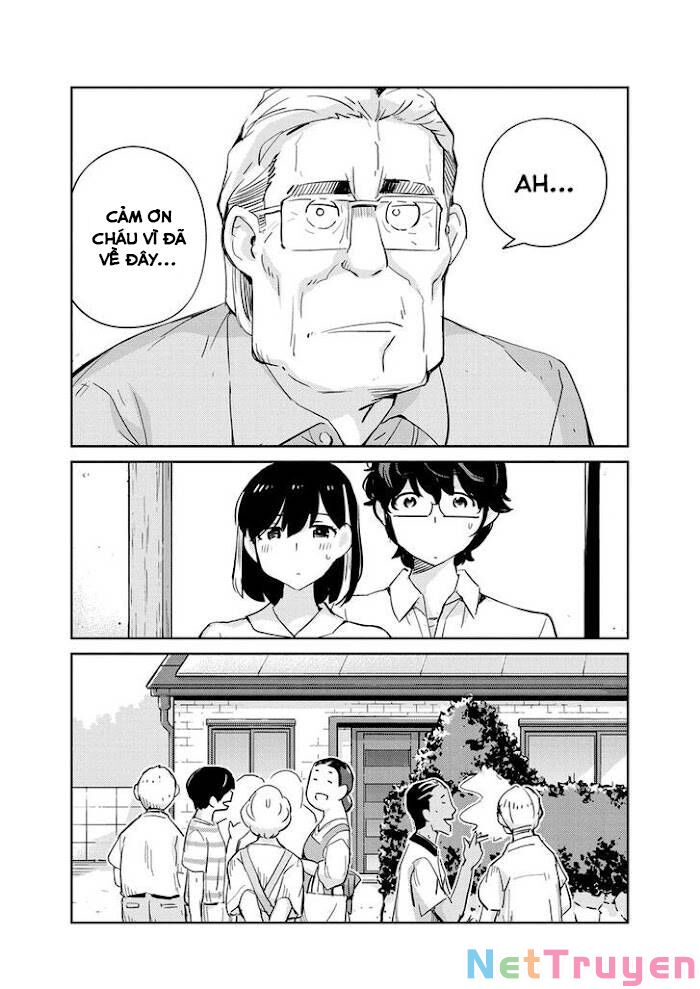 AH...
CẢM ƠN
CHÁU VÌ ĐÃ
VỀ ĐÂY...
NetTruyen